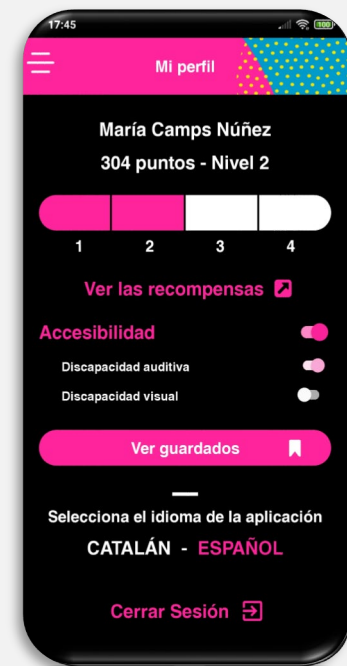 17:45
100
Mi perfil
María Camps Núñez
304 puntos - Nivel 2
1 2 3 4
Ver las recompensas
Accesibilidad
Discapacidad auditiva
Discapacidad visual
Ver guardados
Selecciona el idioma de la aplicación
CATALÁN - ESPAÑOL
Cerrar Sesión